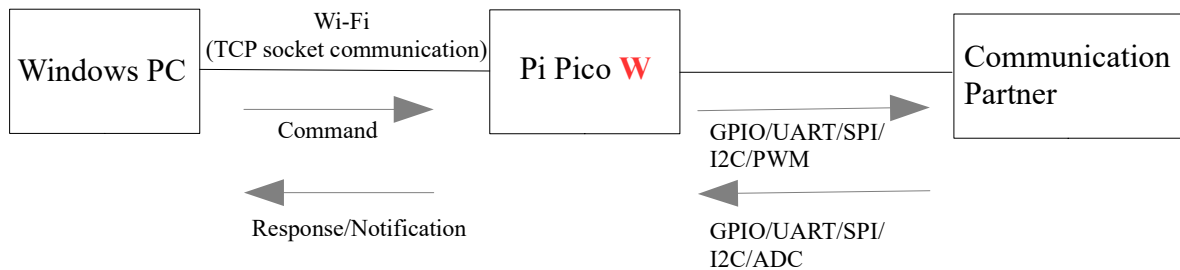 Windows PC
Wi-Fi
(TCP socket communication)
Command
Response/Notification
Pi Pico W
GPIO/UART/SPI/
I2C/PWM
GPIO/UART/SPI/
I2C/ADC
Communication
Partner